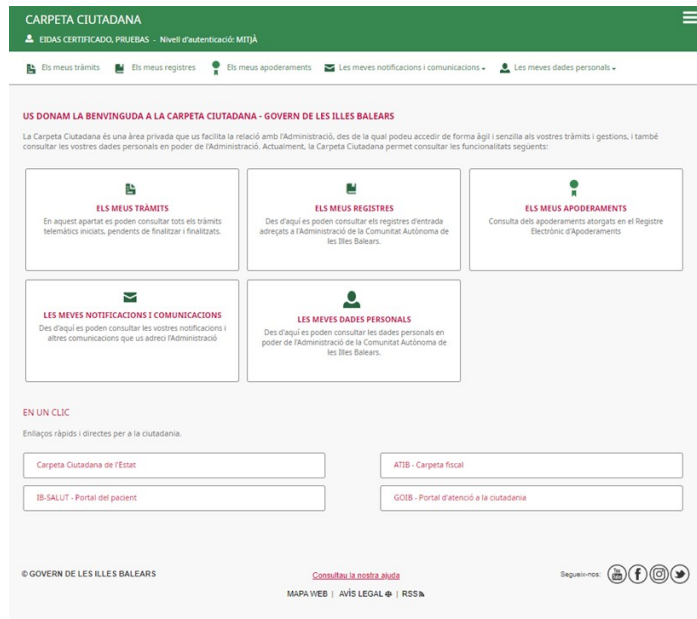 CARPETA CIUTADANA
EIDAS CERTIFICADO, PRUEBAS - Nivell d'autenticació: MITJÀ
Els meus tràmits
Els meus registres
Els meus apoderaments
Les meves notificacions i comunicacions
Les meves dades personals
US DONAM LA BENVINGUDA A LA CARPETA CIUTADANA - GOVERN DE LES ILLES BALEARS
La Carpeta Ciutadana és una àrea privada que us facilita la relació amb l'Administració, des de la qual podeu accedir de forma àgil i senzilla als vostres tràmits i gestions, i també
consultar les vostres dades personals en poder de l'Administració. Actualment, la Carpeta Ciutadana permet consultar les funcionalitats següents:
ELS MEUS TRÀMITS
En aquest apartat es poden consultar tots els tràmits
telemàtics iniciats, pendents de finalitzar i finalitzats.
ELS MEUS REGISTRES
Des d'aquí es poden consultar els registres d'entrada
adreçats a l'Administració de la Comunitat Autònoma de
les Illes Balears.
ELS MEUS APODERAMENTS
Consulta dels apoderaments atorgats en el Registre
Electrònic d'Apoderaments
LES MEVES NOTIFICACIONS I COMUNICACIONS
Des d'aquí es poden consultar les vostres notificacions i
altres comunicacions que us adreci l'Administració
LES MEVES DADES PERSONALS
Des d'aquí es poden consultar les dades personals en
poder de l'Administració de la Comunitat Autònoma de
les Illes Balears.
EN UN CLIC
Enllaços ràpids i directes per a la ciutadania.
Carpeta Ciutadana de l'Estat
ATIB - Carpeta fiscal
IB-SALUT - Portal del pacient
GOIB - Portal d'atenció a la ciutadania
© GOVERN DE LES ILLES BALEARS
Consultau la nostra ajuda
Seguein-nos:
MAPA WEB | AVÍS LEGAL | RSS